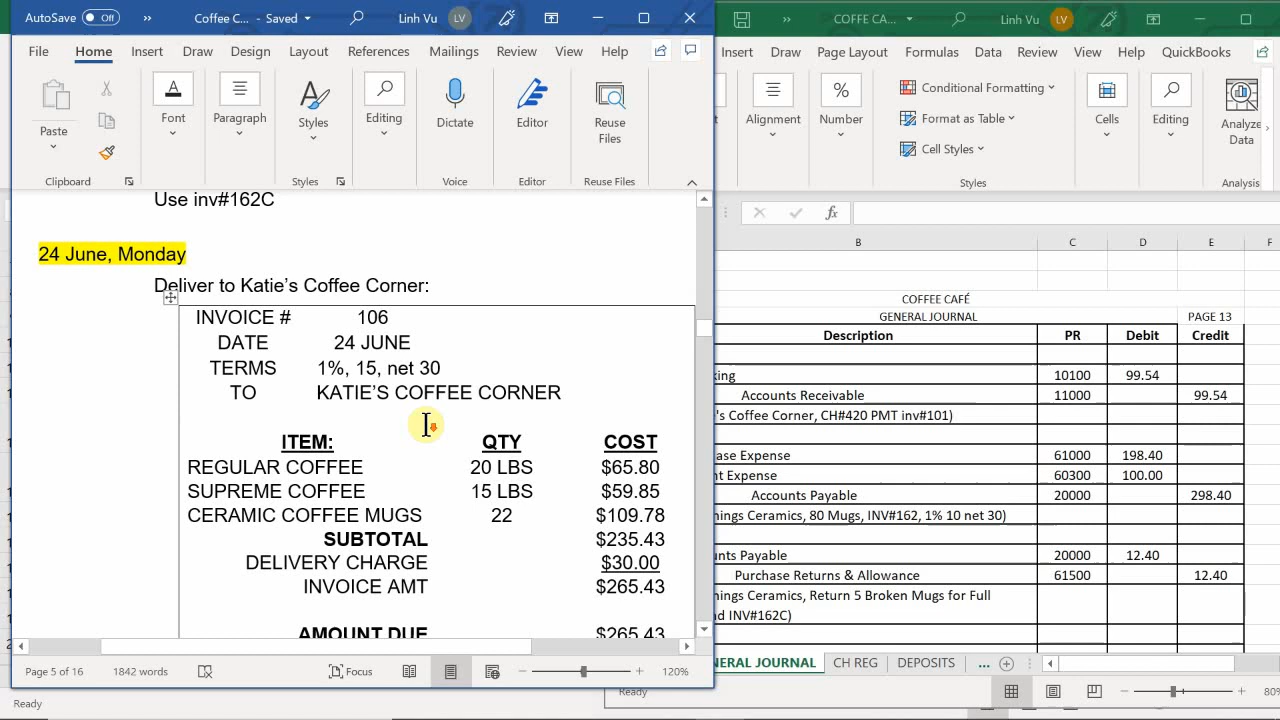 AutoSave Off Coffee C... - Saved Linh Vu LV
File Home Insert Draw Design Layout References Mailings Review View Help
Paste Font Paragraph Styles Editing Dictate Editor Reuse Files
Clipboard Styles Voice Editor Reuse Files
Use inv#162C
24 June, Monday
Deliver to Katie's Coffee Corner:
INVOICE # 106
DATE 24 JUNE
TERMS 1%, 15, net 30
TO KATIE'S COFFEE CORNER
ITEM: QTY COST
REGULAR COFFEE 20 LBS $65.80
SUPREME COFFEE 15 LBS $59.85
CERAMIC COFFEE MUGS 22 $109.78
SUBTOTAL $235.43
DELIVERY CHARGE $30.00
INVOICE AMT $265.43
AMOUNT DUE $265.43
Page 5 of 16 1842 words Focus 120%
Ready
COFFE CA... Linh Vu LV
Insert Draw Page Layout Formulas Data Review View Help QuickBooks
Alignment Number Conditional Formatting Format as Table Cell Styles Cells Editing Analyze Data
Styles Analysis
fx
B C D E F
COFFEE CAFÉ
GENERAL JOURNAL PAGE 13
Description PR Debit Credit
king 10100 99.54
Accounts Receivable 11000 99.54
's Coffee Corner, CH#420 PMT inv#101)
ase Expense 61000 198.40
ht Expense 60300 100.00
Accounts Payable 20000 298.40
nings Ceramics, 80 Mugs, INV#162, 1% 10 net 30)
unts Payable 20000 12.40
Purchase Returns & Allowance 61500 12.40
nings Ceramics, Return 5 Broken Mugs for Full
d INV#162C)
NERAL JOURNAL CH REG DEPOSITS ...
Ready 80%